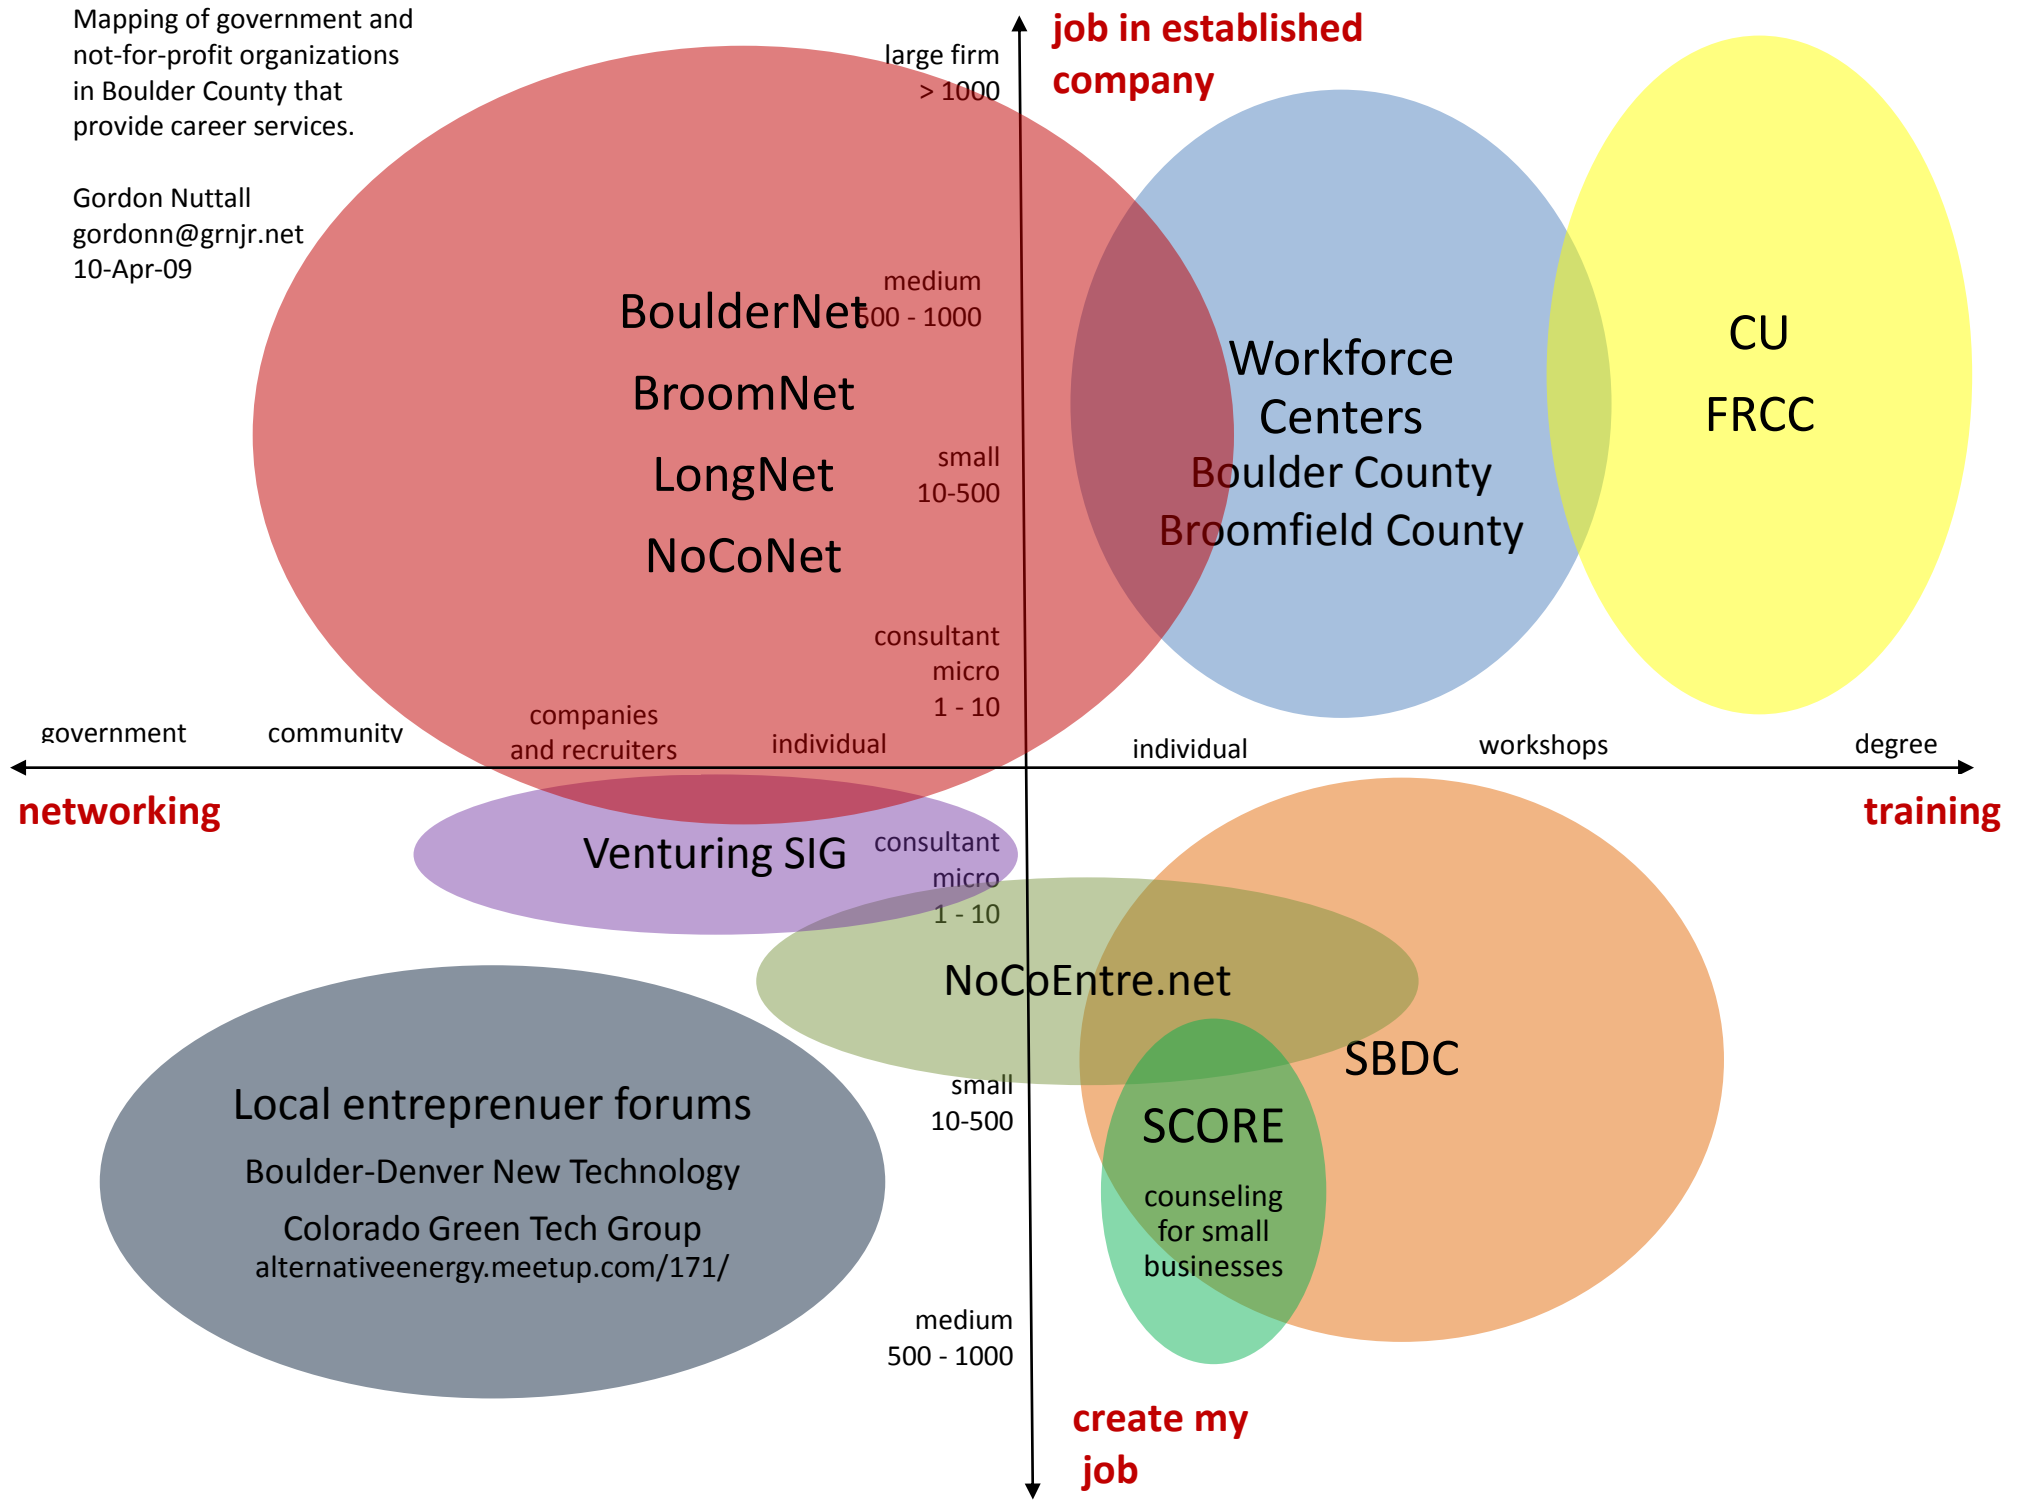 Mapping of government and
not-for-profit organizations
in Boulder County that
provide career services.
Gordon Nuttall
gordonn@grnjr.net
10-Apr-09
job in established
company
large firm
> 1000
medium
500 - 1000
small
10-500
consultant
micro
1 - 10
BoulderNet
BroomNet
LongNet
NoCoNet
Workforce
Centers
Boulder County
Broomfield County
CU
FRCC
government
community
companies
and recruiters
individual
individual
workshops
degree
networking
training
Venturing SIG
consultant
micro
1 - 10
NoCoEntre.net
SBDC
small
10-500
SCORE
counseling
for small
businesses
Local entreprenuer forums
Boulder-Denver New Technology
Colorado Green Tech Group
alternativeenergy.meetup.com/171/
medium
500 - 1000
create my
job